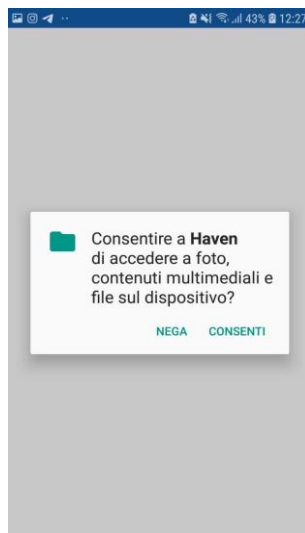 43% 12:27
Consentire a Haven
di accedere a foto,
contenuti multimediali e
file sul dispositivo?
NEGA CONSENTI